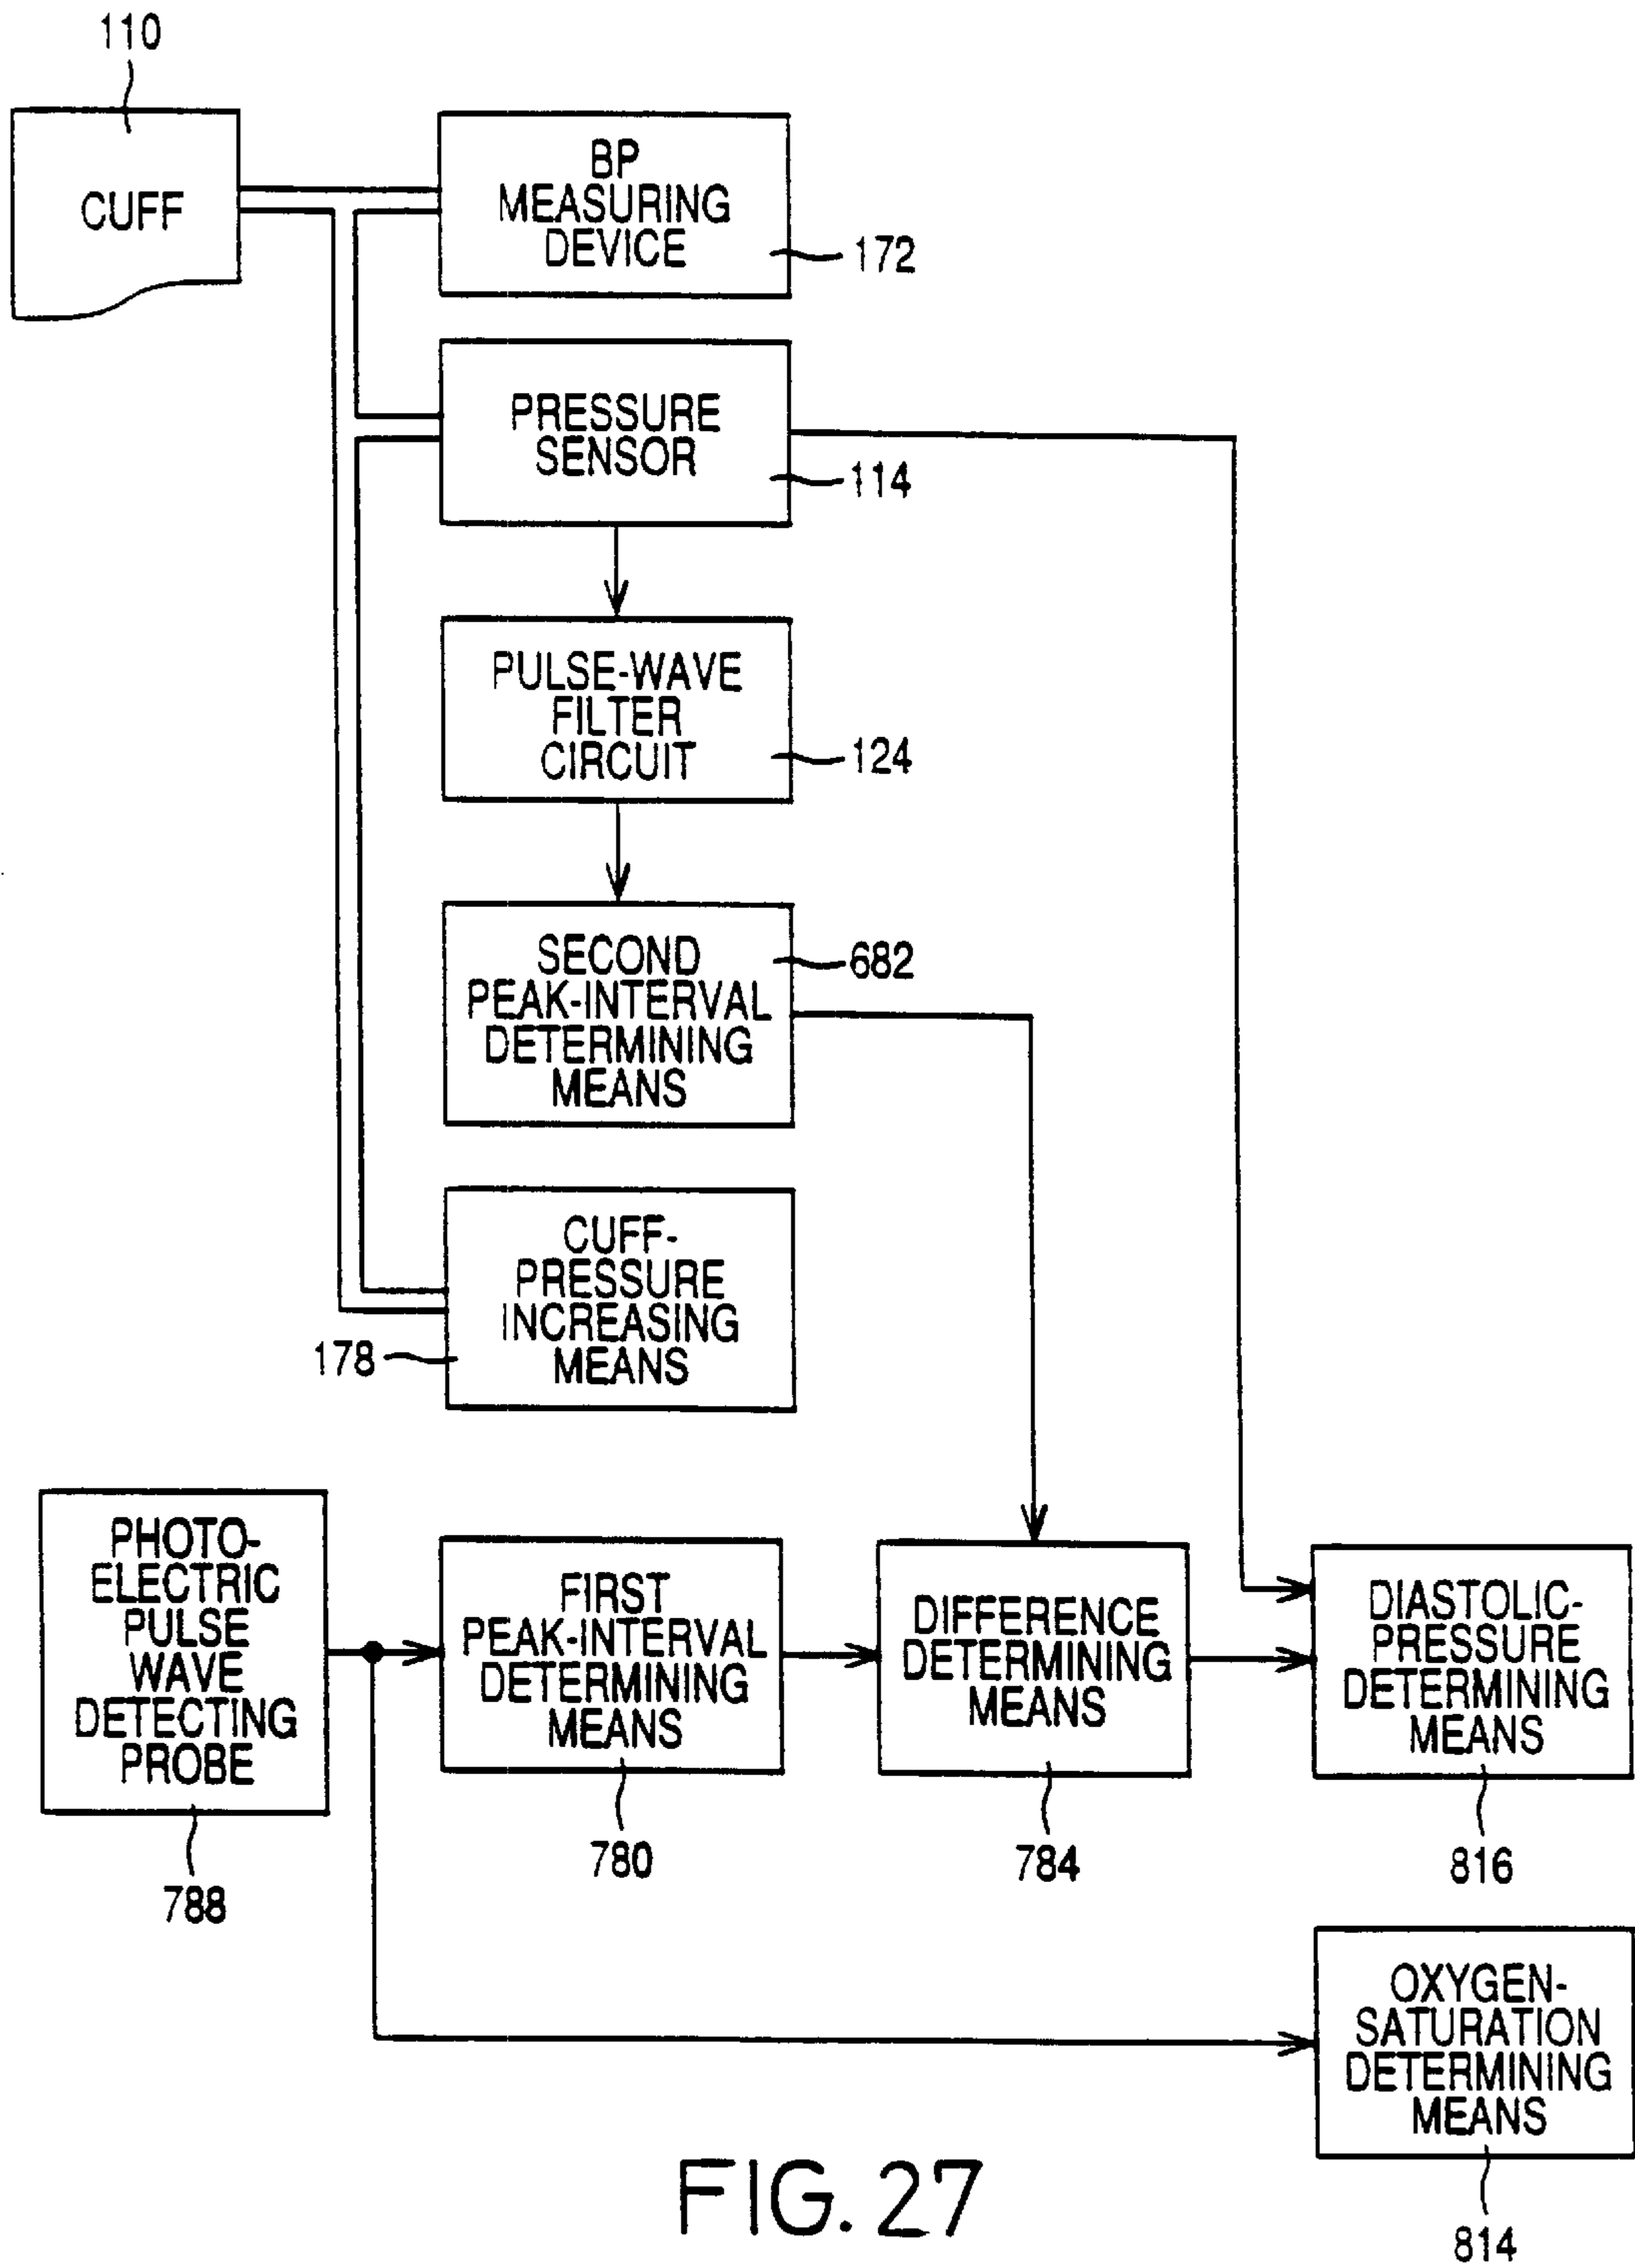 110
CUFF
BP
MEASURING
DEVICE
172
PRESSURE
SENSOR
114
PULSE-WAVE
FILTER
CIRCUIT
124
SECOND
PEAK-INTERVAL
DETERMINING
MEANS
682
CUFF-
PRESSURE
INCREASING
MEANS
178
PHOTO-
ELECTRIC
PULSE
WAVE
DETECTING
PROBE
788
FIRST
PEAK-INTERVAL
DETERMINING
MEANS
780
DIFFERENCE
DETERMINING
MEANS
784
DIASTOLIC-
PRESSURE
DETERMINING
MEANS
816
OXYGEN-
SATURATION
DETERMINING
MEANS
814
FIG. 27